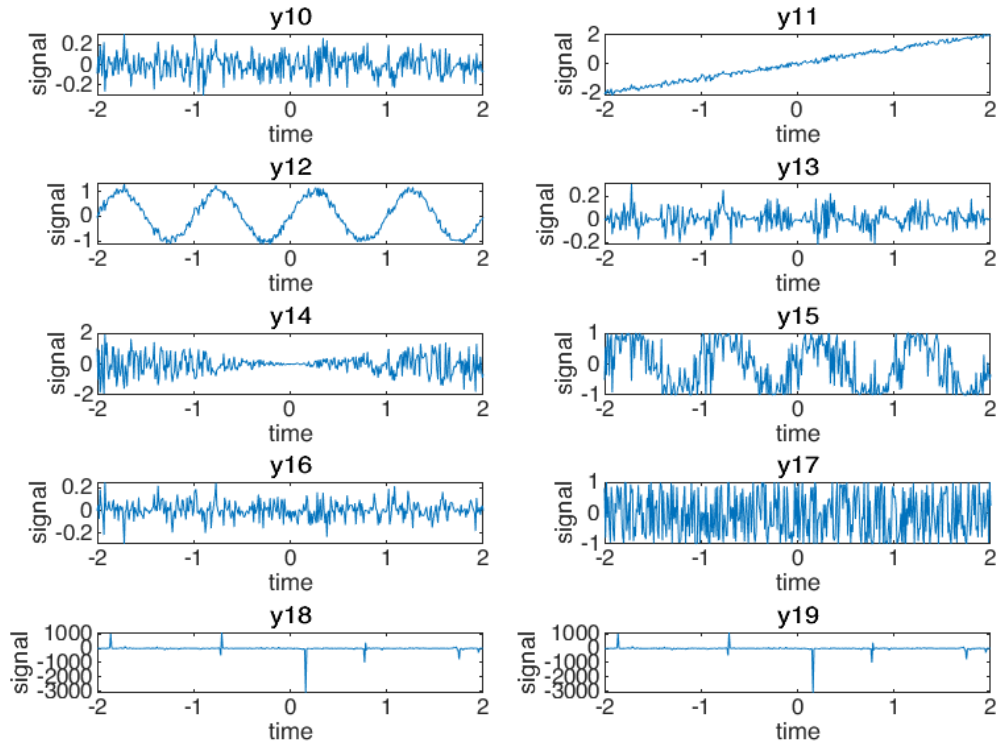 y10
signal
0.2
0
-0.2
-2 -1 0 1 2
time
y11
signal
2
0
-2
-2 -1 0 1 2
time
y12
signal
1
0
-1
-2 -1 0 1 2
time
y13
signal
0.2
0
-0.2
-2 -1 0 1 2
time
y14
signal
2
0
-2
-2 -1 0 1 2
time
y15
signal
1
0
-1
-2 -1 0 1 2
time
y16
signal
0.2
0
-0.2
-2 -1 0 1 2
time
y17
signal
1
0
-1
-2 -1 0 1 2
time
y18
signal
1000
0
-1000
-2000
-3000
-2 -1 0 1 2
time
y19
signal
1000
0
-1000
-2000
-3000
-2 -1 0 1 2
time